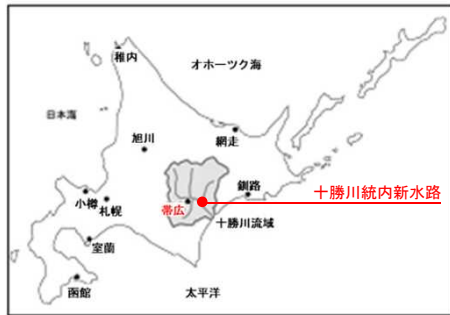 稚内
オホーツク海
日本海
旭川
網走
釧路
十勝川統内新水路
小樽
札幌
帯広
十勝川流域
室蘭
函館
太平洋